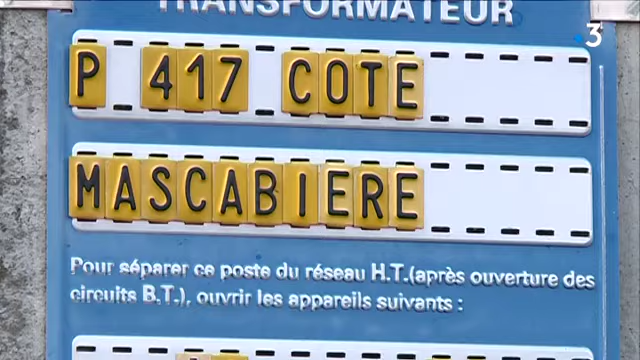 TRANSFORMATEUR
3
P 417 COTE
MASCABIERE
Pour séparer ce poste du réseau H.T.(après ouverture des
circuits B.T.), ouvrir les appareils suivants :